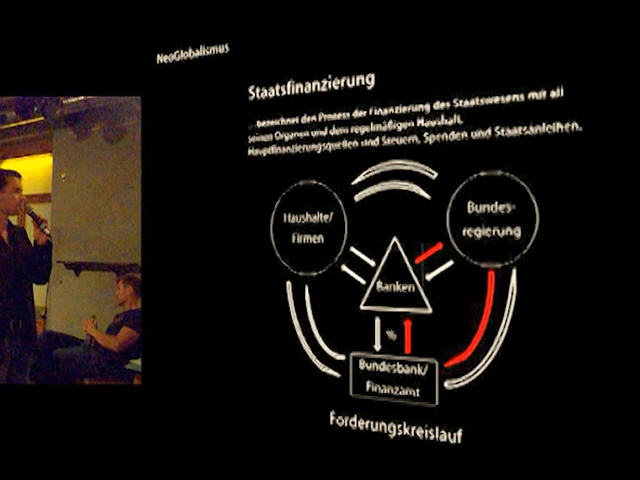 NeoGlobalismus
Staatsfinanzierung
...bezeichnet den Prozess der Finanzierung des Staatswesens mit all
seinen Organen und dem regelmäßigen Haushalt.
Hauptfinanzierungsquellen sind Steuern, Spenden und Staatsanleihen.
Haushalte/
Firmen
Bundes-
regierung
Banken
%
Bundesbank/
Finanzamt
Forderungskreislauf